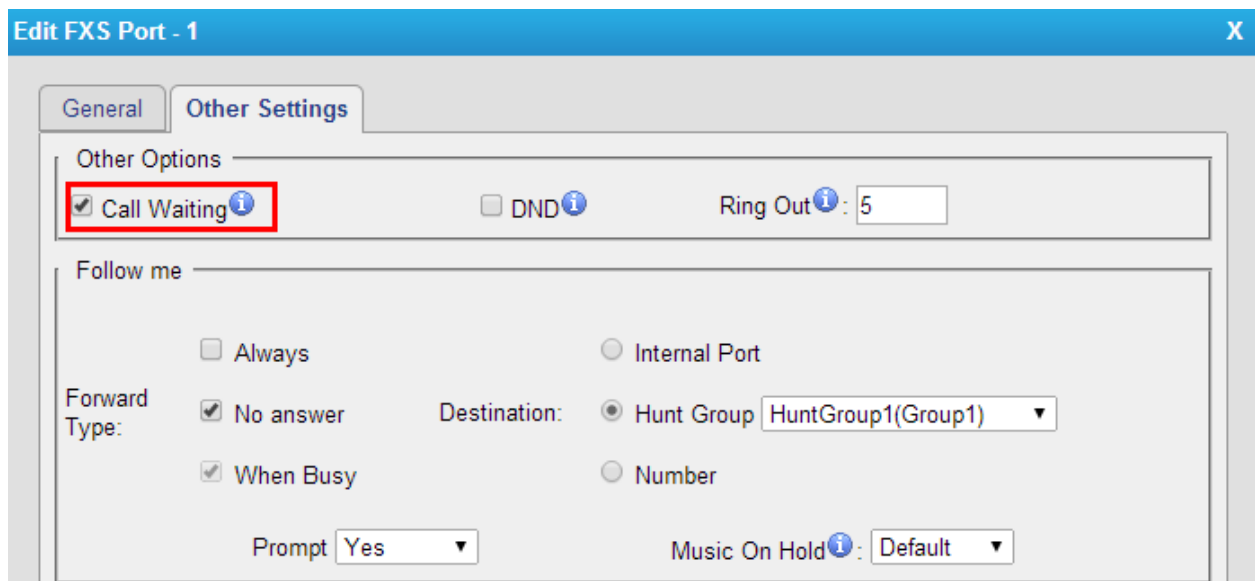 Edit FXS Port - 1 X
General Other Settings
Other Options
Call Waiting DND Ring Out : 5
Follow me
Always Internal Port
Forward Type: No answer Destination: Hunt Group HuntGroup1(Group1)
When Busy Number
Prompt Yes Music On Hold : Default